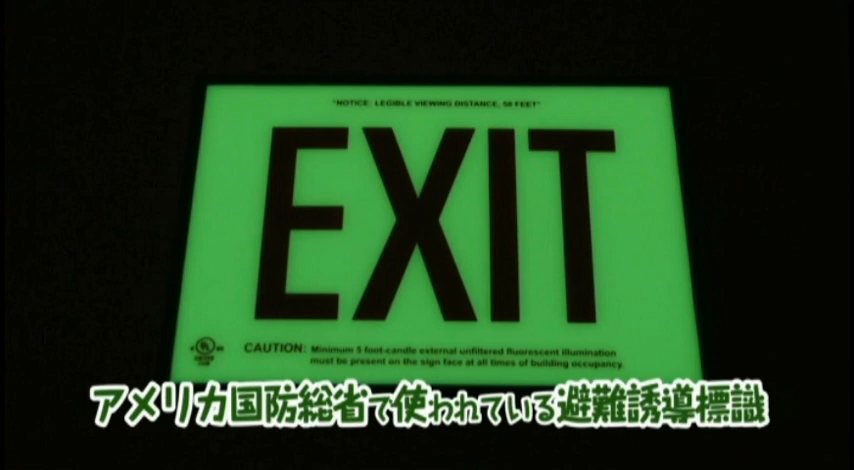 "NOTICE: LEGIBLE VIEWING DISTANCE, 50 FEET"
EXIT
CAUTION: Minimum 5 foot-candle external unfiltered fluorescent illumination
must be present on the sign face at all times of building occupancy.
アメリカ国防総省で使われている避難誘導標識